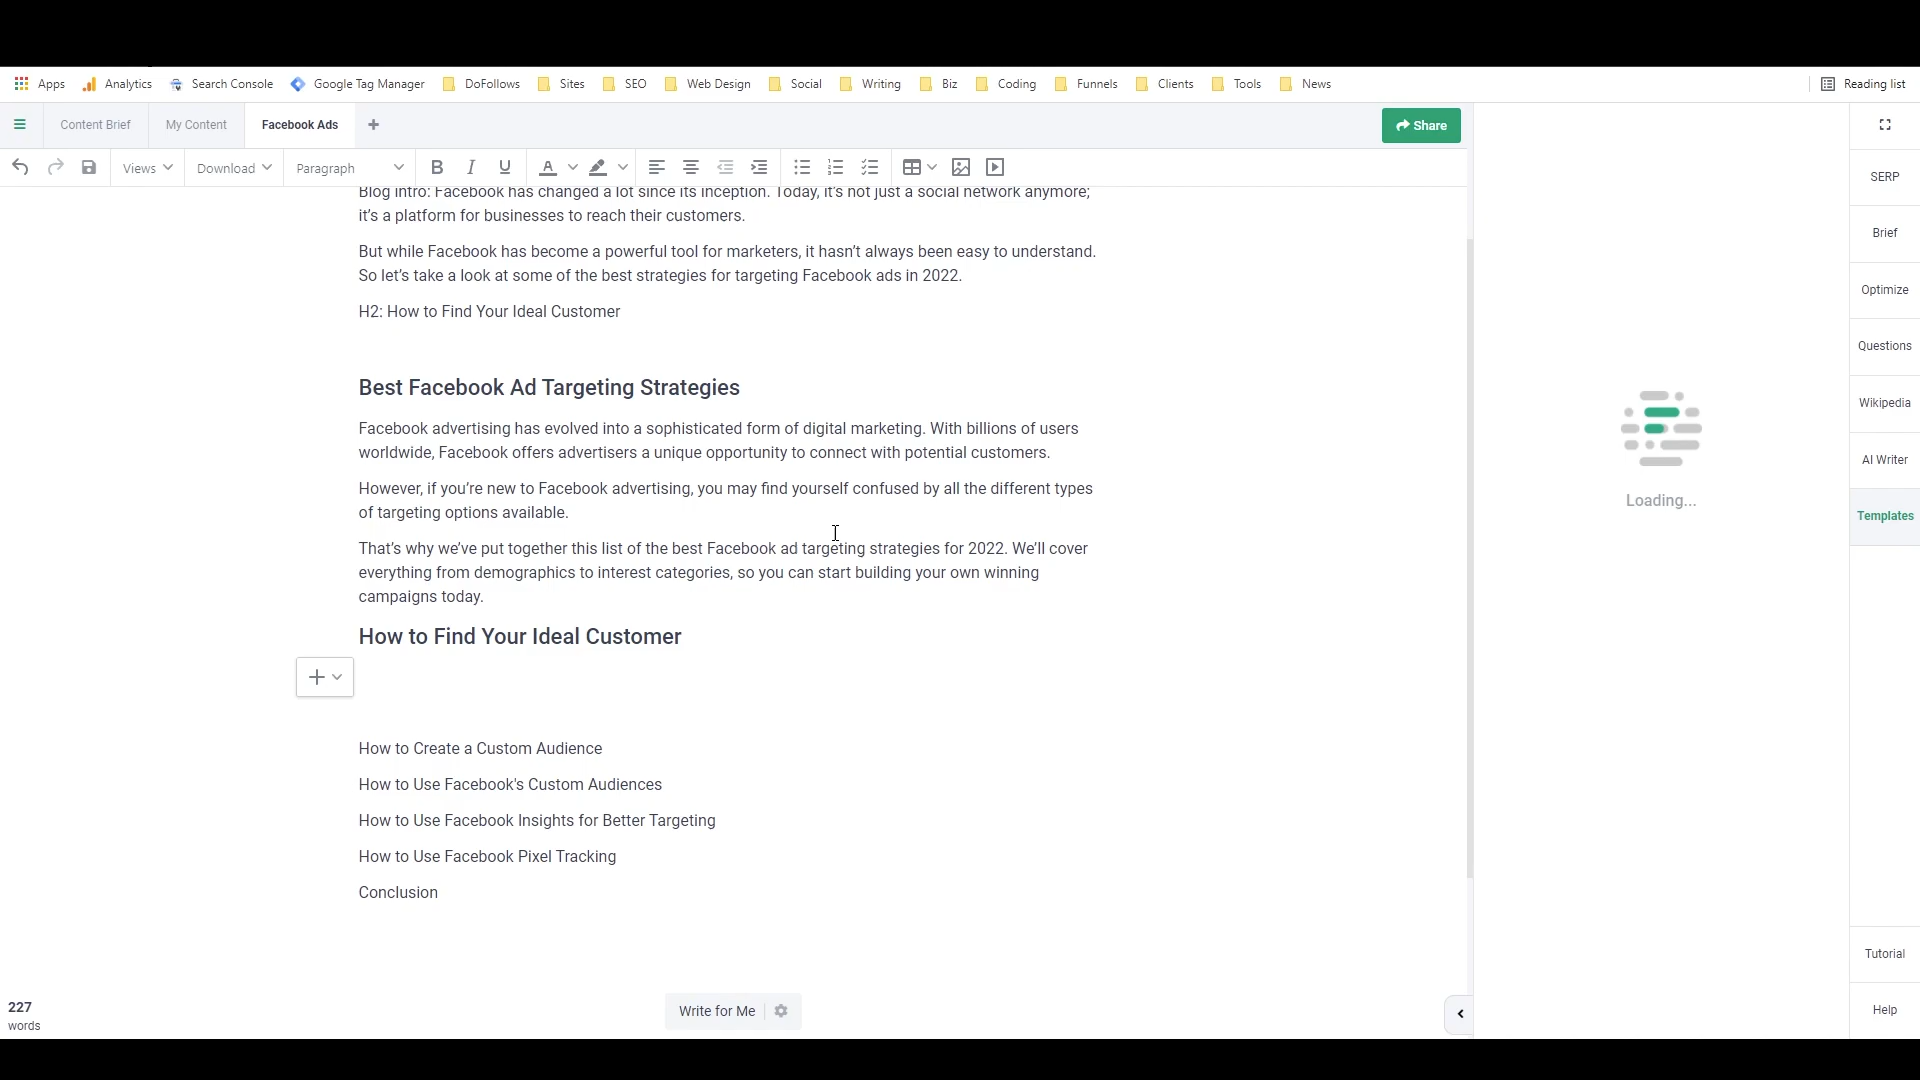 Apps Analytics Search Console Google Tag Manager DoFollows Sites SEO Web Design Social Writing Biz Coding Funnels Clients Tools News Reading list
Content Brief My Content Facebook Ads Share
Views Download Paragraph B I U A
Blog Intro: Facebook has changed a lot since its inception. Today, it's not just a social network anymore;
it's a platform for businesses to reach their customers.
But while Facebook has become a powerful tool for marketers, it hasn't always been easy to understand.
So let's take a look at some of the best strategies for targeting Facebook ads in 2022.
H2: How to Find Your Ideal Customer
Best Facebook Ad Targeting Strategies
Facebook advertising has evolved into a sophisticated form of digital marketing. With billions of users
worldwide, Facebook offers advertisers a unique opportunity to connect with potential customers.
However, if you're new to Facebook advertising, you may find yourself confused by all the different types
of targeting options available.
That's why we've put together this list of the best Facebook ad targeting strategies for 2022. We'll cover
everything from demographics to interest categories, so you can start building your own winning
campaigns today.
How to Find Your Ideal Customer
How to Create a Custom Audience
How to Use Facebook's Custom Audiences
How to Use Facebook Insights for Better Targeting
How to Use Facebook Pixel Tracking
Conclusion
227
words
Write for Me
Loading...
SERP
Brief
Optimize
Questions
Wikipedia
AI Writer
Templates
Tutorial
Help